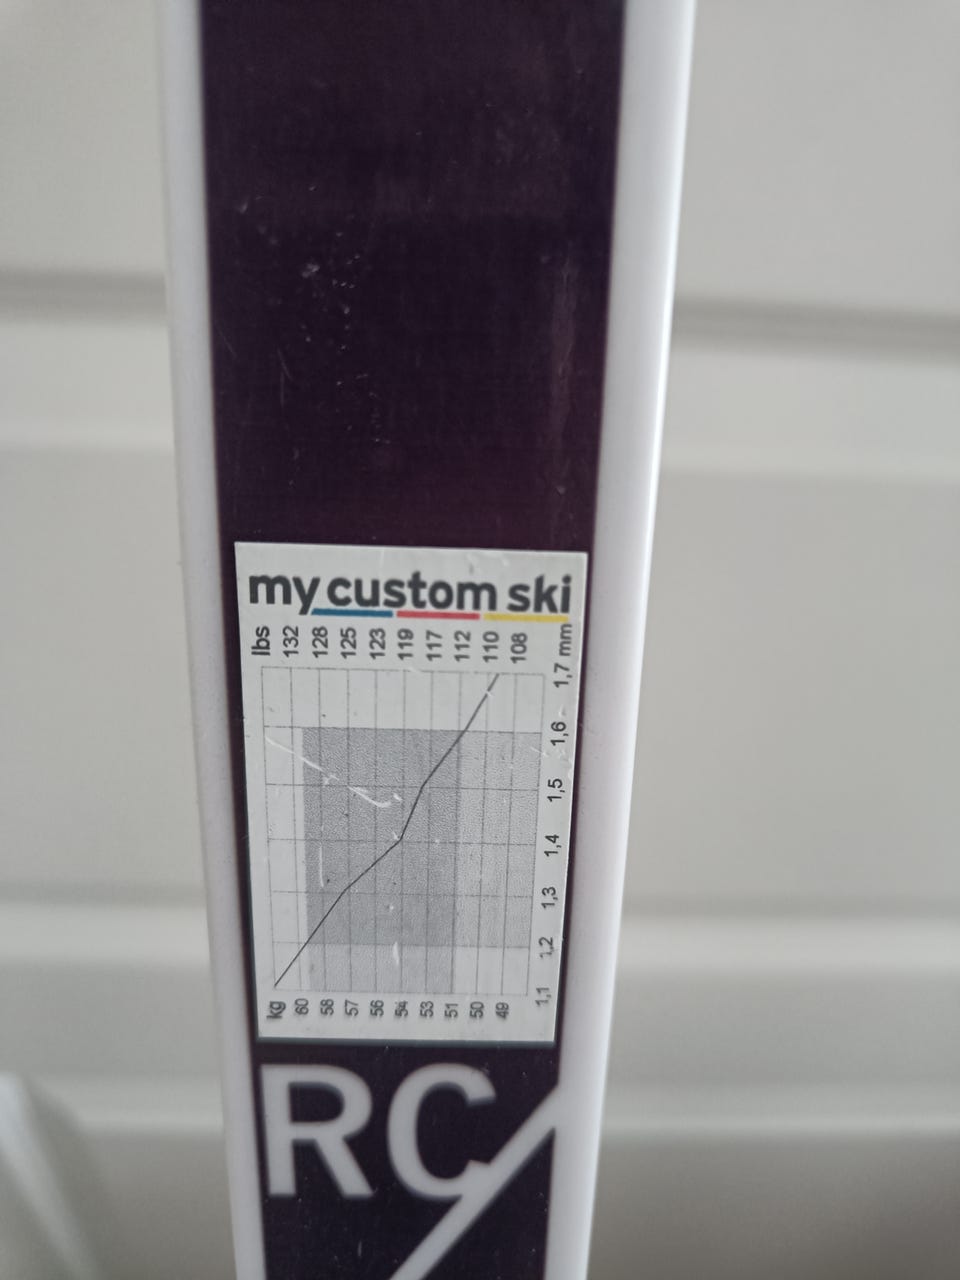 my custom ski
lbs 132 128 125 123 119 117 112 110 108
1,7 mm
1,6
1,5
1,4
1,3
1,2
1,1
kg 60 58 57 56 54 53 51 50 49
RC